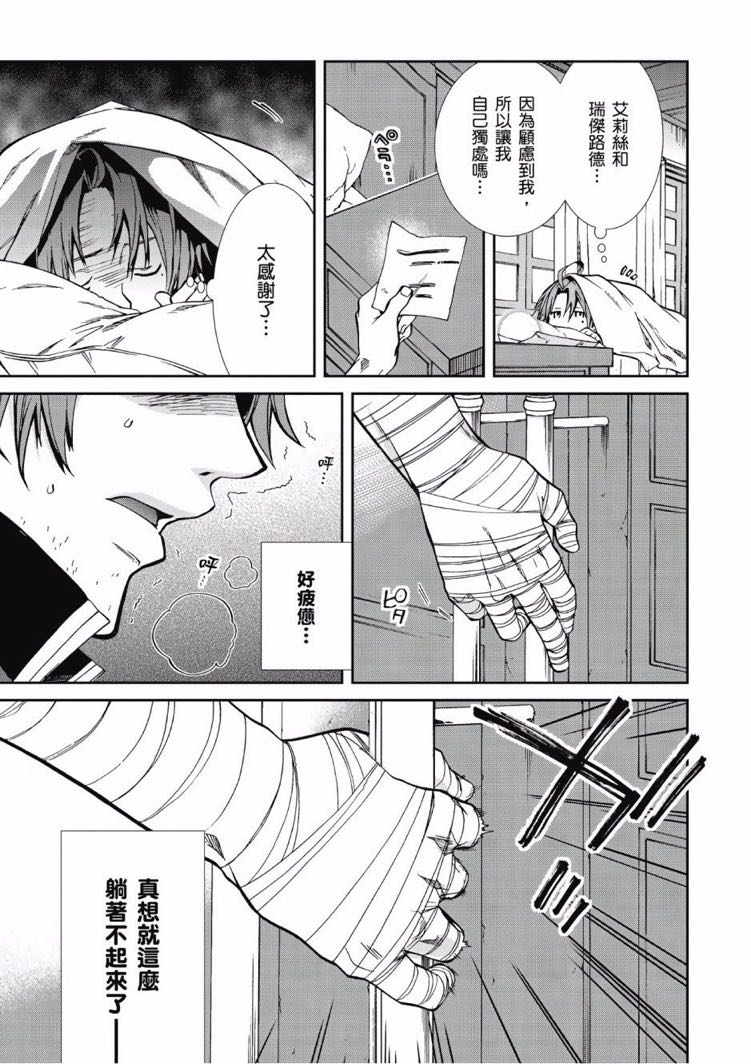 艾莉絲和
瑞傑路德…
因為顧慮到我，
所以讓我
自己獨處嗎…
ペラ…
太感謝了…
ピタ
呼
呼
好疲憊…
真想就這麼
躺著不起來了──